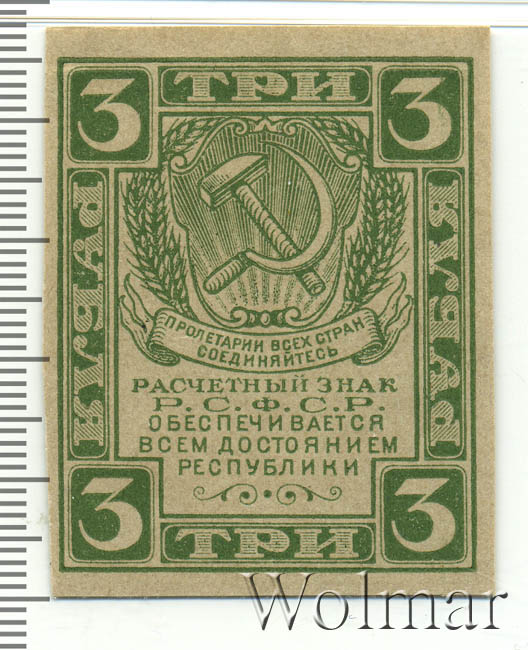 3 ТРИ 3
РУБЛЯ
РУБЛЯ
ПРОЛЕТАРИИ ВСЕХ СТРАН
СОЕДИНЯЙТЕСЬ
РАСЧЕТНЫЙ ЗНАК
Р.С.Ф.С.Р.
ОБЕСПЕЧИВАЕТСЯ
ВСЕМ ДОСТОЯНИЕМ
РЕСПУБЛИКИ
3 ТРИ 3
Wolmar